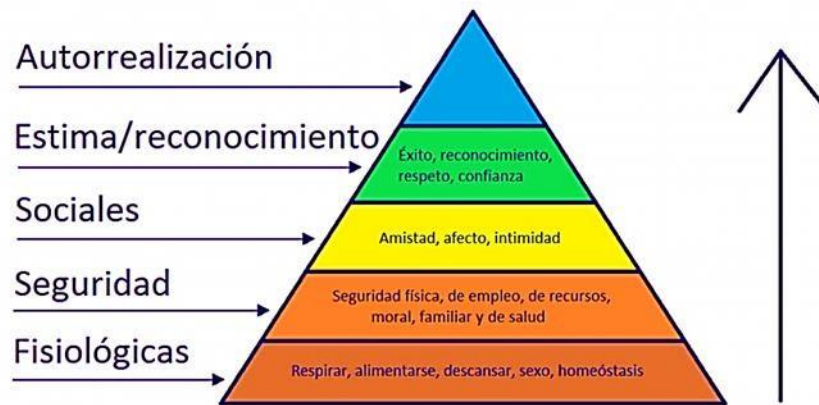 Autorrealización
Estima/reconocimiento
Éxito, reconocimiento,
respeto, confianza
Sociales
Amistad, afecto, intimidad
Seguridad
Seguridad física, de empleo, de recursos,
moral, familiar y de salud
Fisiológicas
Respirar, alimentarse, descansar, sexo, homeóstasis